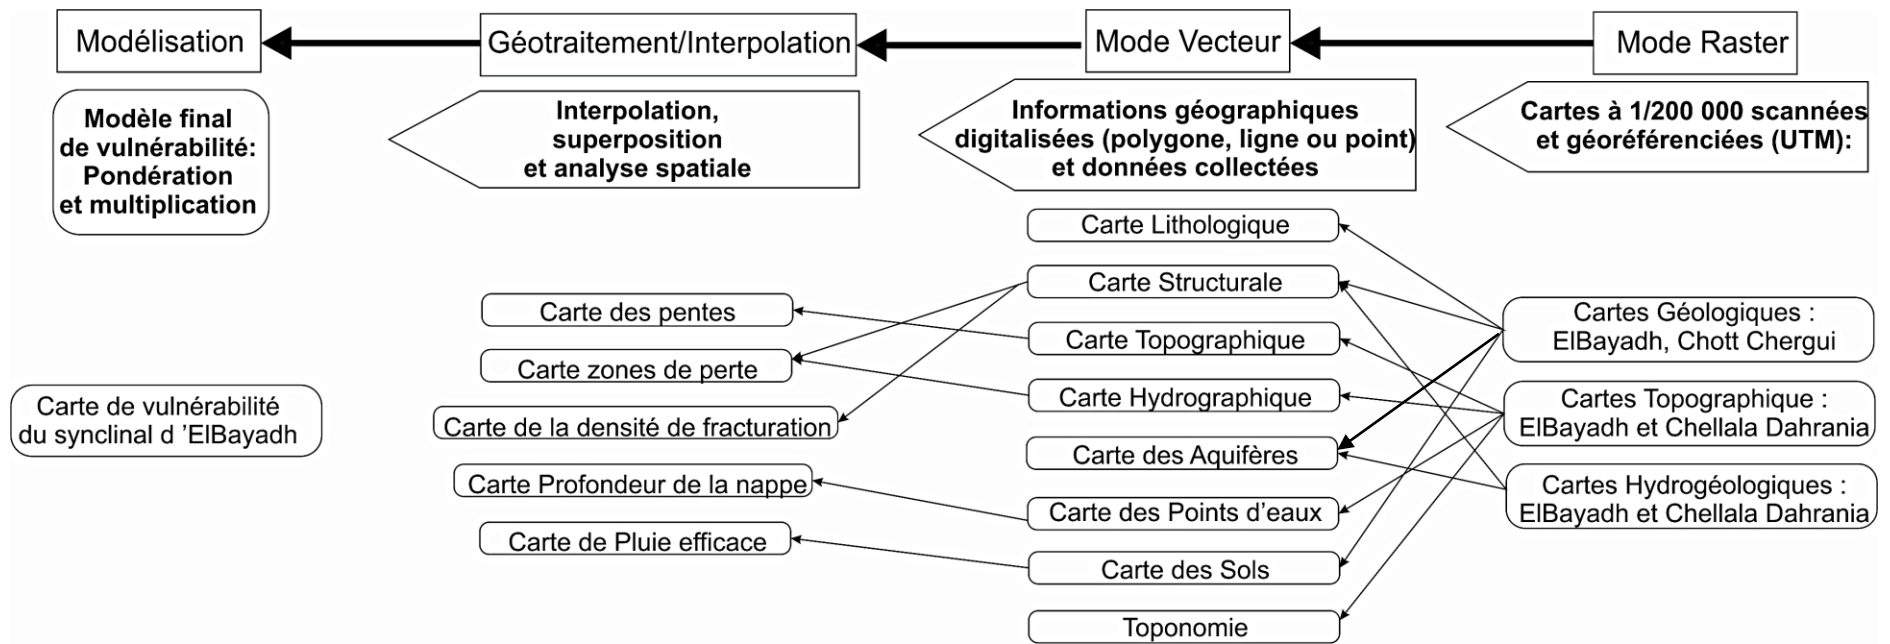 Modélisation
Géotraitement/Interpolation
Mode Vecteur
Mode Raster
Modèle final
de vulnérabilité:
Pondération
et multiplication
Interpolation,
superposition
et analyse spatiale
Informations géographiques
digitalisées (polygone, ligne ou point)
et données collectées
Cartes à 1/200 000 scannées
et géoréférenciées (UTM):
Carte de vulnérabilité
du synclinal d 'ElBayadh
Carte des pentes
Carte zones de perte
Carte de la densité de fracturation
Carte Profondeur de la nappe
Carte de Pluie efficace
Carte Lithologique
Carte Structurale
Carte Topographique
Carte Hydrographique
Carte des Aquifères
Carte des Points d'eaux
Carte des Sols
Toponomie
Cartes Géologiques :
ElBayadh, Chott Chergui
Cartes Topographique :
ElBayadh et Chellala Dahrania
Cartes Hydrogéologiques :
ElBayadh et Chellala Dahrania